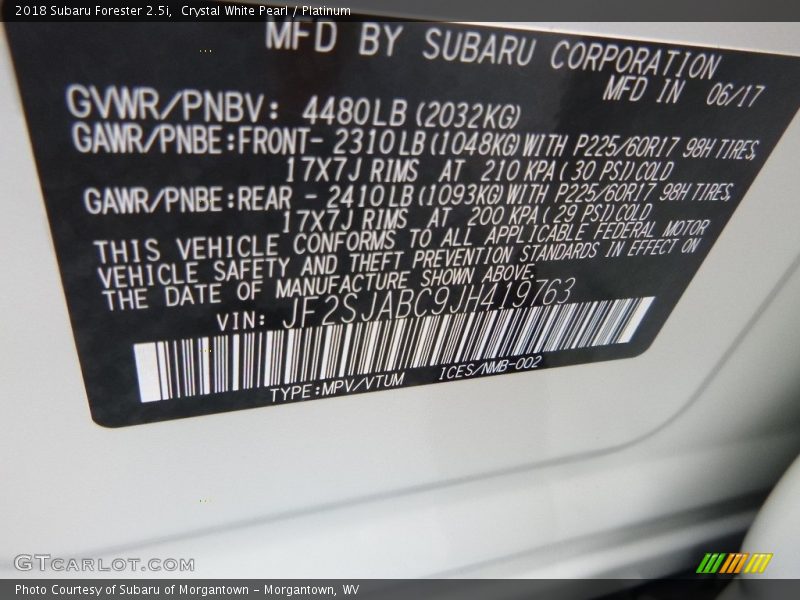 2018 Subaru Forester 2.5i,  Crystal White Pearl / Platinum
MFD BY SUBARU CORPORATION
MFD IN 06/17
GVWR/PNBV: 4480LB (2032KG)
GAWR/PNBE:FRONT- 2310LB(1048KG)WITH P225/60R17 98H TIRES,
17X7J RIMS AT 210 KPA( 30 PSI)COLD
GAWR/PNBE:REAR - 2410LB(1093KG)WITH P225/60R17 98H TIRES,
17X7J RIMS AT 200 KPA( 29 PSI)COLD
THIS VEHICLE CONFORMS TO ALL APPLICABLE FEDERAL MOTOR
VEHICLE SAFETY AND THEFT PREVENTION STANDARDS IN EFFECT ON
THE DATE OF MANUFACTURE SHOWN ABOVE.
VIN: JF2SJABC9JH419763
TYPE:MPV/VTUM ICES/NMB-002
GTCARLOT.COM
Photo Courtesy of Subaru of Morgantown - Morgantown, WV